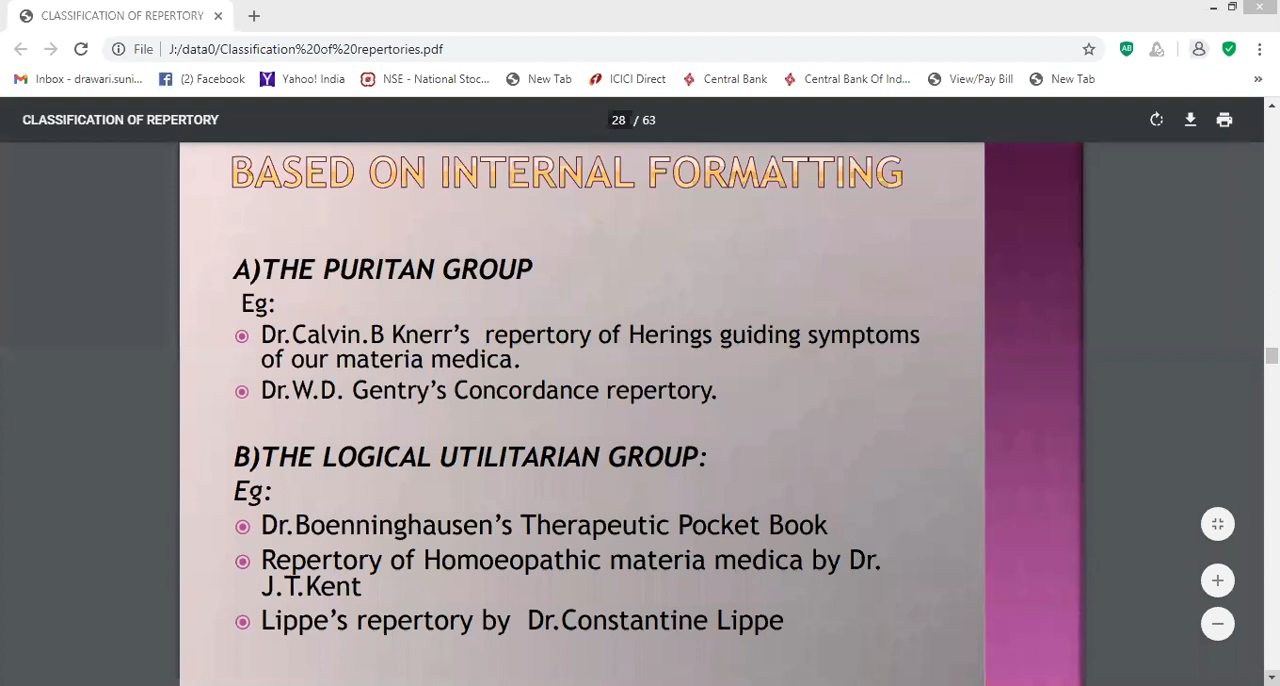 CLASSIFICATION OF REPERTORY
File
J:/data0/Classification%20of%20repertories.pdf
AB
Inbox - drawari.suni...
(2) Facebook
Yahoo! India
NSE - National Stoc...
New Tab
ICICI Direct
Central Bank
Central Bank Of Ind...
View/Pay Bill
New Tab
»
CLASSIFICATION OF REPERTORY
28 / 63
BASED ON INTERNAL FORMATTING
A)THE PURITAN GROUP
Eg:
Dr.Calvin.B Knerr's repertory of Herings guiding symptoms
of our materia medica.
Dr.W.D. Gentry's Concordance repertory.
B)THE LOGICAL UTILITARIAN GROUP:
Eg:
Dr.Boenninghausen's Therapeutic Pocket Book
Repertory of Homoeopathic materia medica by Dr.
J.T.Kent
Lippe's repertory by Dr.Constantine Lippe